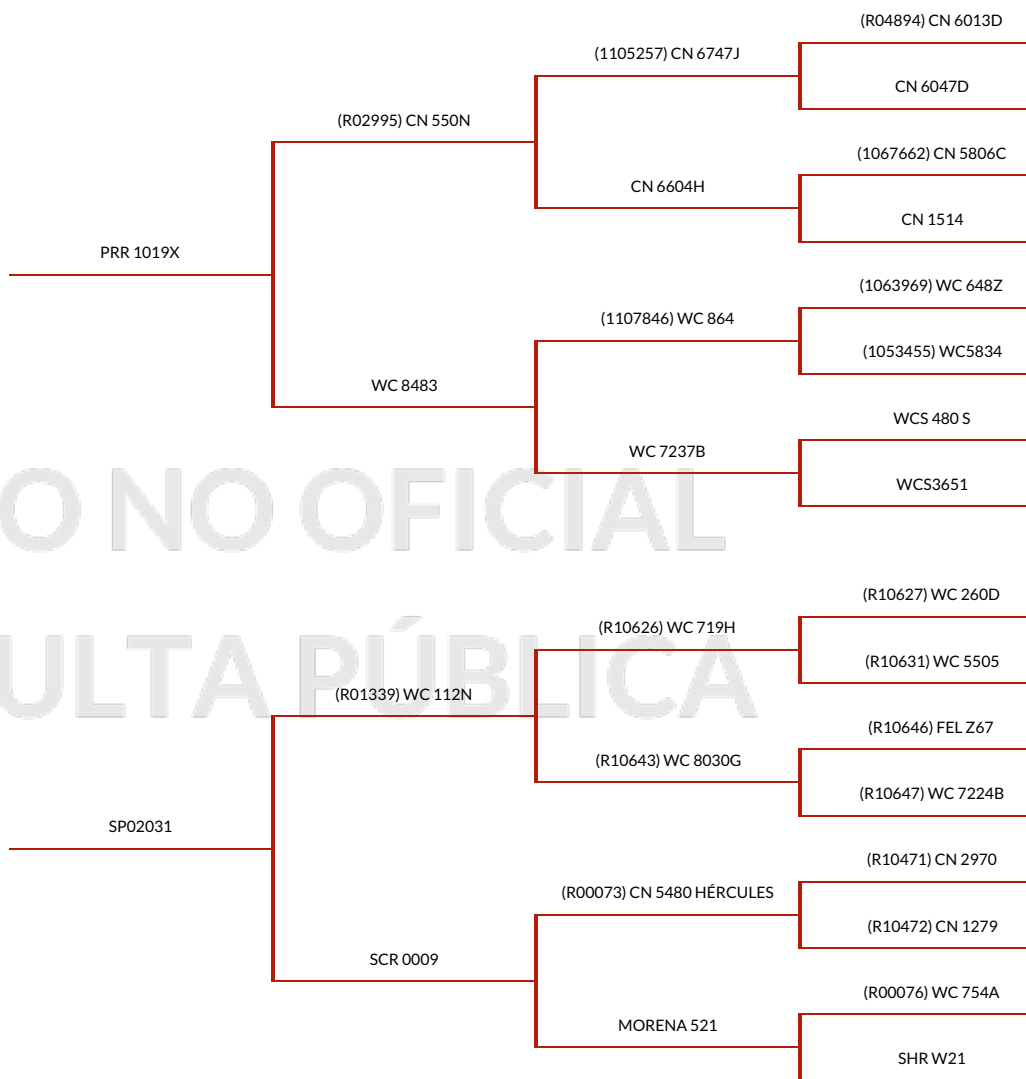 (R04894) CN 6013D
(1105257) CN 6747J
CN 6047D
(R02995) CN 550N
(1067662) CN 5806C
CN 6604H
CN 1514
PRR 1019X
(1063969) WC 648Z
(1107846) WC 864
(1053455) WC5834
WC 8483
WCS 480 S
WC 7237B
WCS3651
O NO OFICIAL
(R10627) WC 260D
(R10626) WC 719H
(R10631) WC 5505
ULTA PÚBLICA
(R01339) WC 112N
(R10646) FEL Z67
(R10643) WC 8030G
(R10647) WC 7224B
SP02031
(R10471) CN 2970
(R00073) CN 5480 HÉRCULES
(R10472) CN 1279
SCR 0009
(R00076) WC 754A
MORENA 521
SHR W21